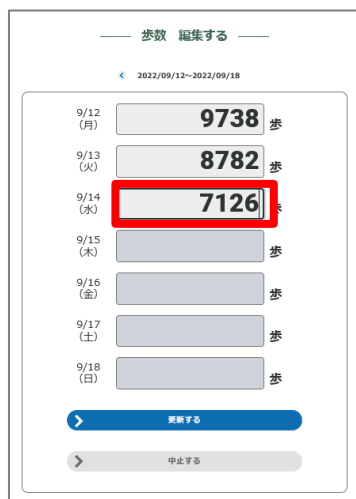 歩数 編集する
2022/09/12~2022/09/18
9/12
(月) 9738 歩
9/13
(火) 8782 歩
9/14
(水) 7126 歩
9/15
(木) 歩
9/16
(金) 歩
9/17
(土) 歩
9/18
(日) 歩
更新する
中止する